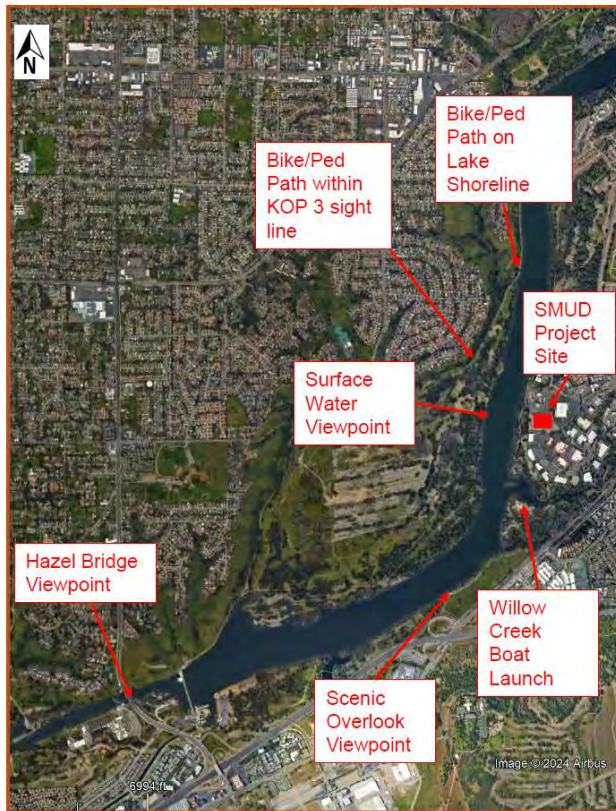 N
Bike/Ped
Path on
Lake
Shoreline
Bike/Ped
Path within
KOP 3 sight
line
SMUD
Project
Site
Surface
Water
Viewpoint
Hazel Bridge
Viewpoint
Willow
Creek
Boat
Launch
Scenic
Overlook
Viewpoint
Image © 2024 Airbus
6994 ft